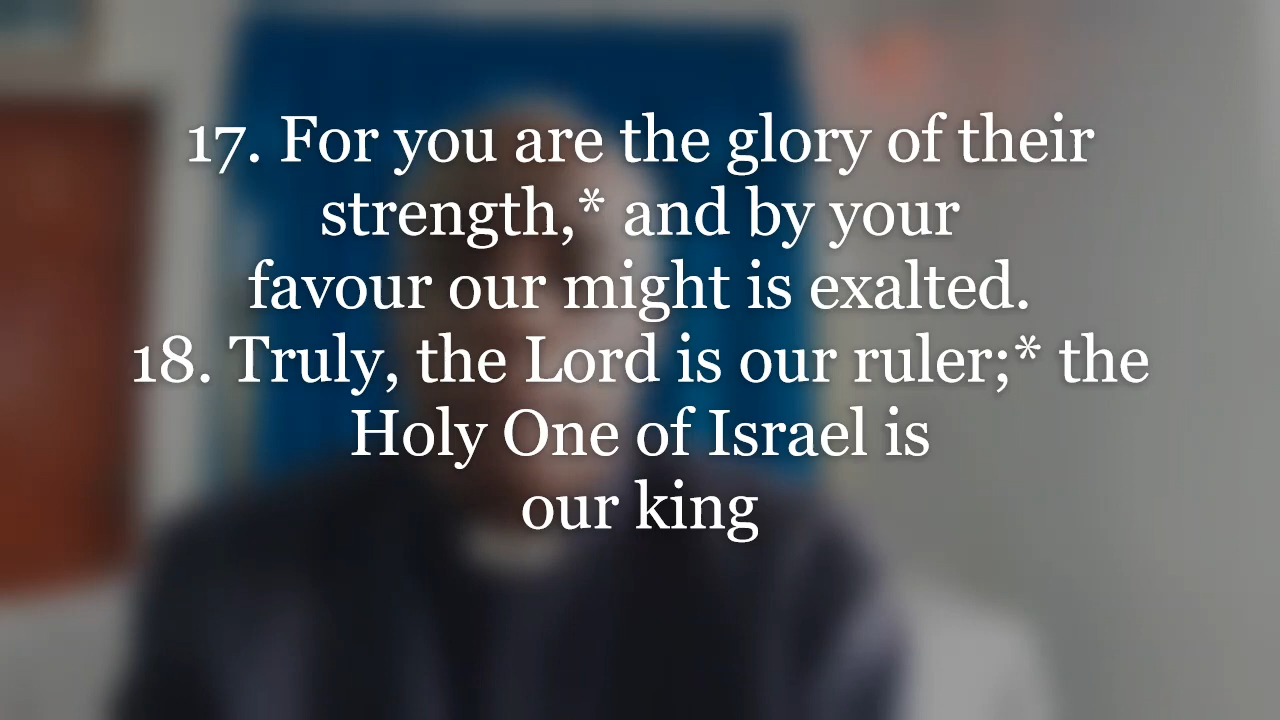 17. For you are the glory of their
strength,* and by your
favour our might is exalted.
18. Truly, the Lord is our ruler;* the
Holy One of Israel is
our king